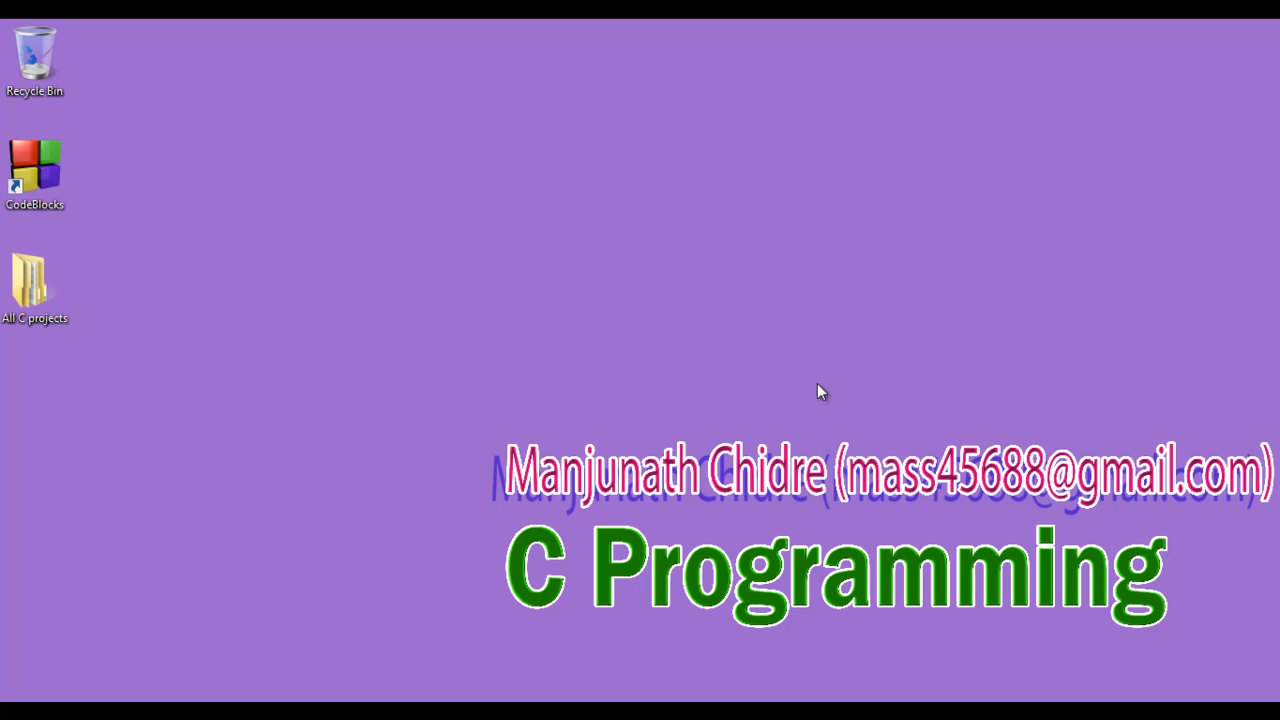 Recycle Bin
CodeBlocks
All C projects
Manjunath Chidre (mass45688@gmail.com)
C Programming